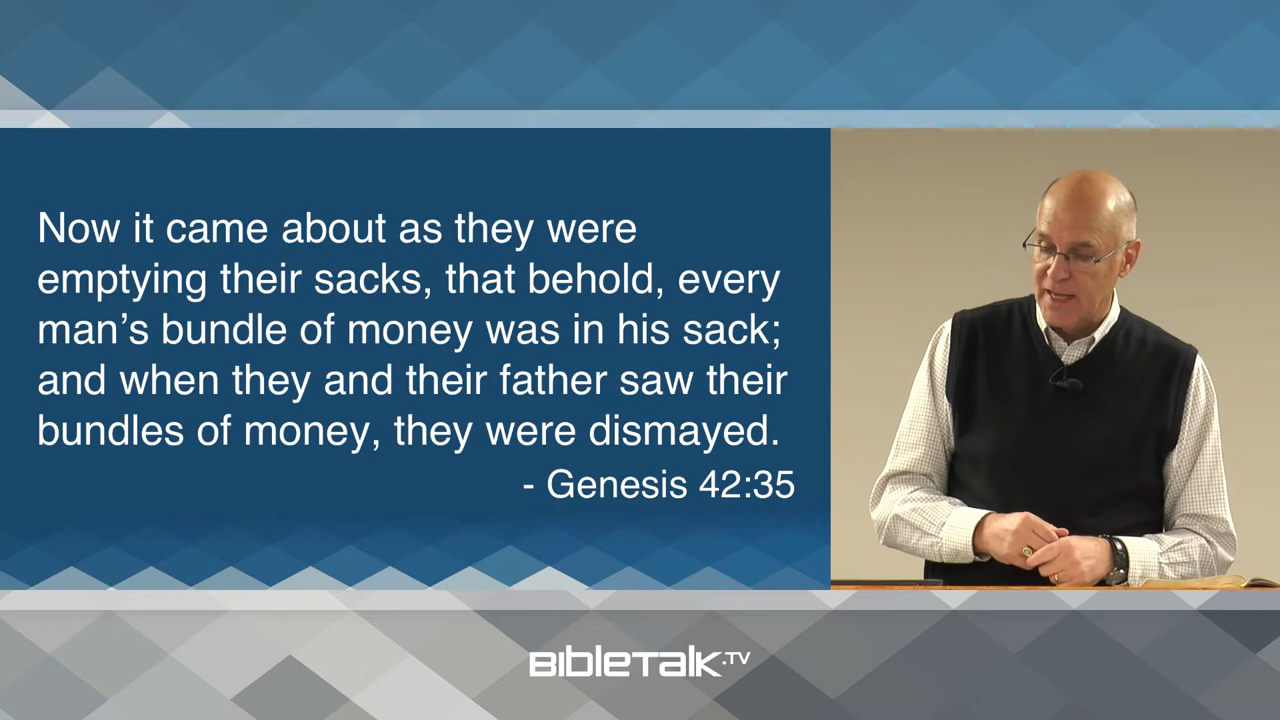 Now it came about as they were
emptying their sacks, that behold, every
man’s bundle of money was in his sack;
and when they and their father saw their
bundles of money, they were dismayed.
- Genesis 42:35
BIBLETALK.TV